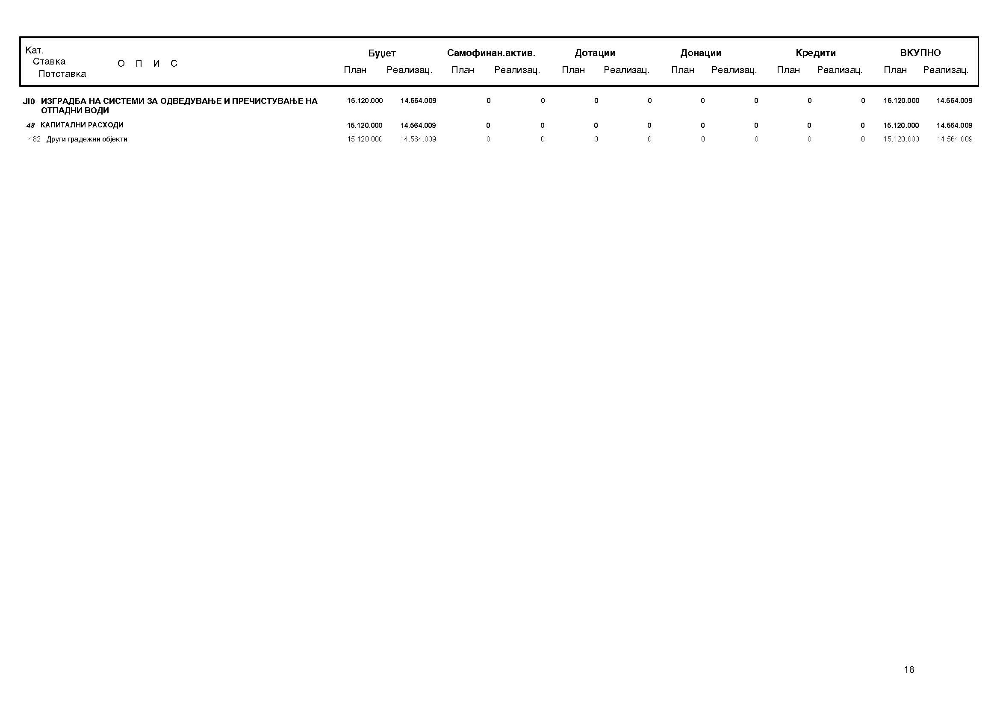 Кат.
Ставка
Потставка
О П И С
Буџет Самофинан.актив. Дотации Донации Кредити ВКУПНО
План Реализац. План Реализац. План Реализац. План Реализац. План Реализац. План Реализац.
JI0 ИЗГРАДБА НА СИСТЕМИ ЗА ОДВЕДУВАЊЕ И ПРЕЧИСТУВАЊЕ НА 15.120.000 14.564.009 0 0 0 0 0 0 0 0 15.120.000 14.564.009
ОТПАДНИ ВОДИ
48 КАПИТАЛНИ РАСХОДИ 15.120.000 14.564.009 0 0 0 0 0 0 0 0 15.120.000 14.564.009
482 Други градежни објекти 15.120.000 14.564.009 0 0 0 0 0 0 0 0 15.120.000 14.564.009
18